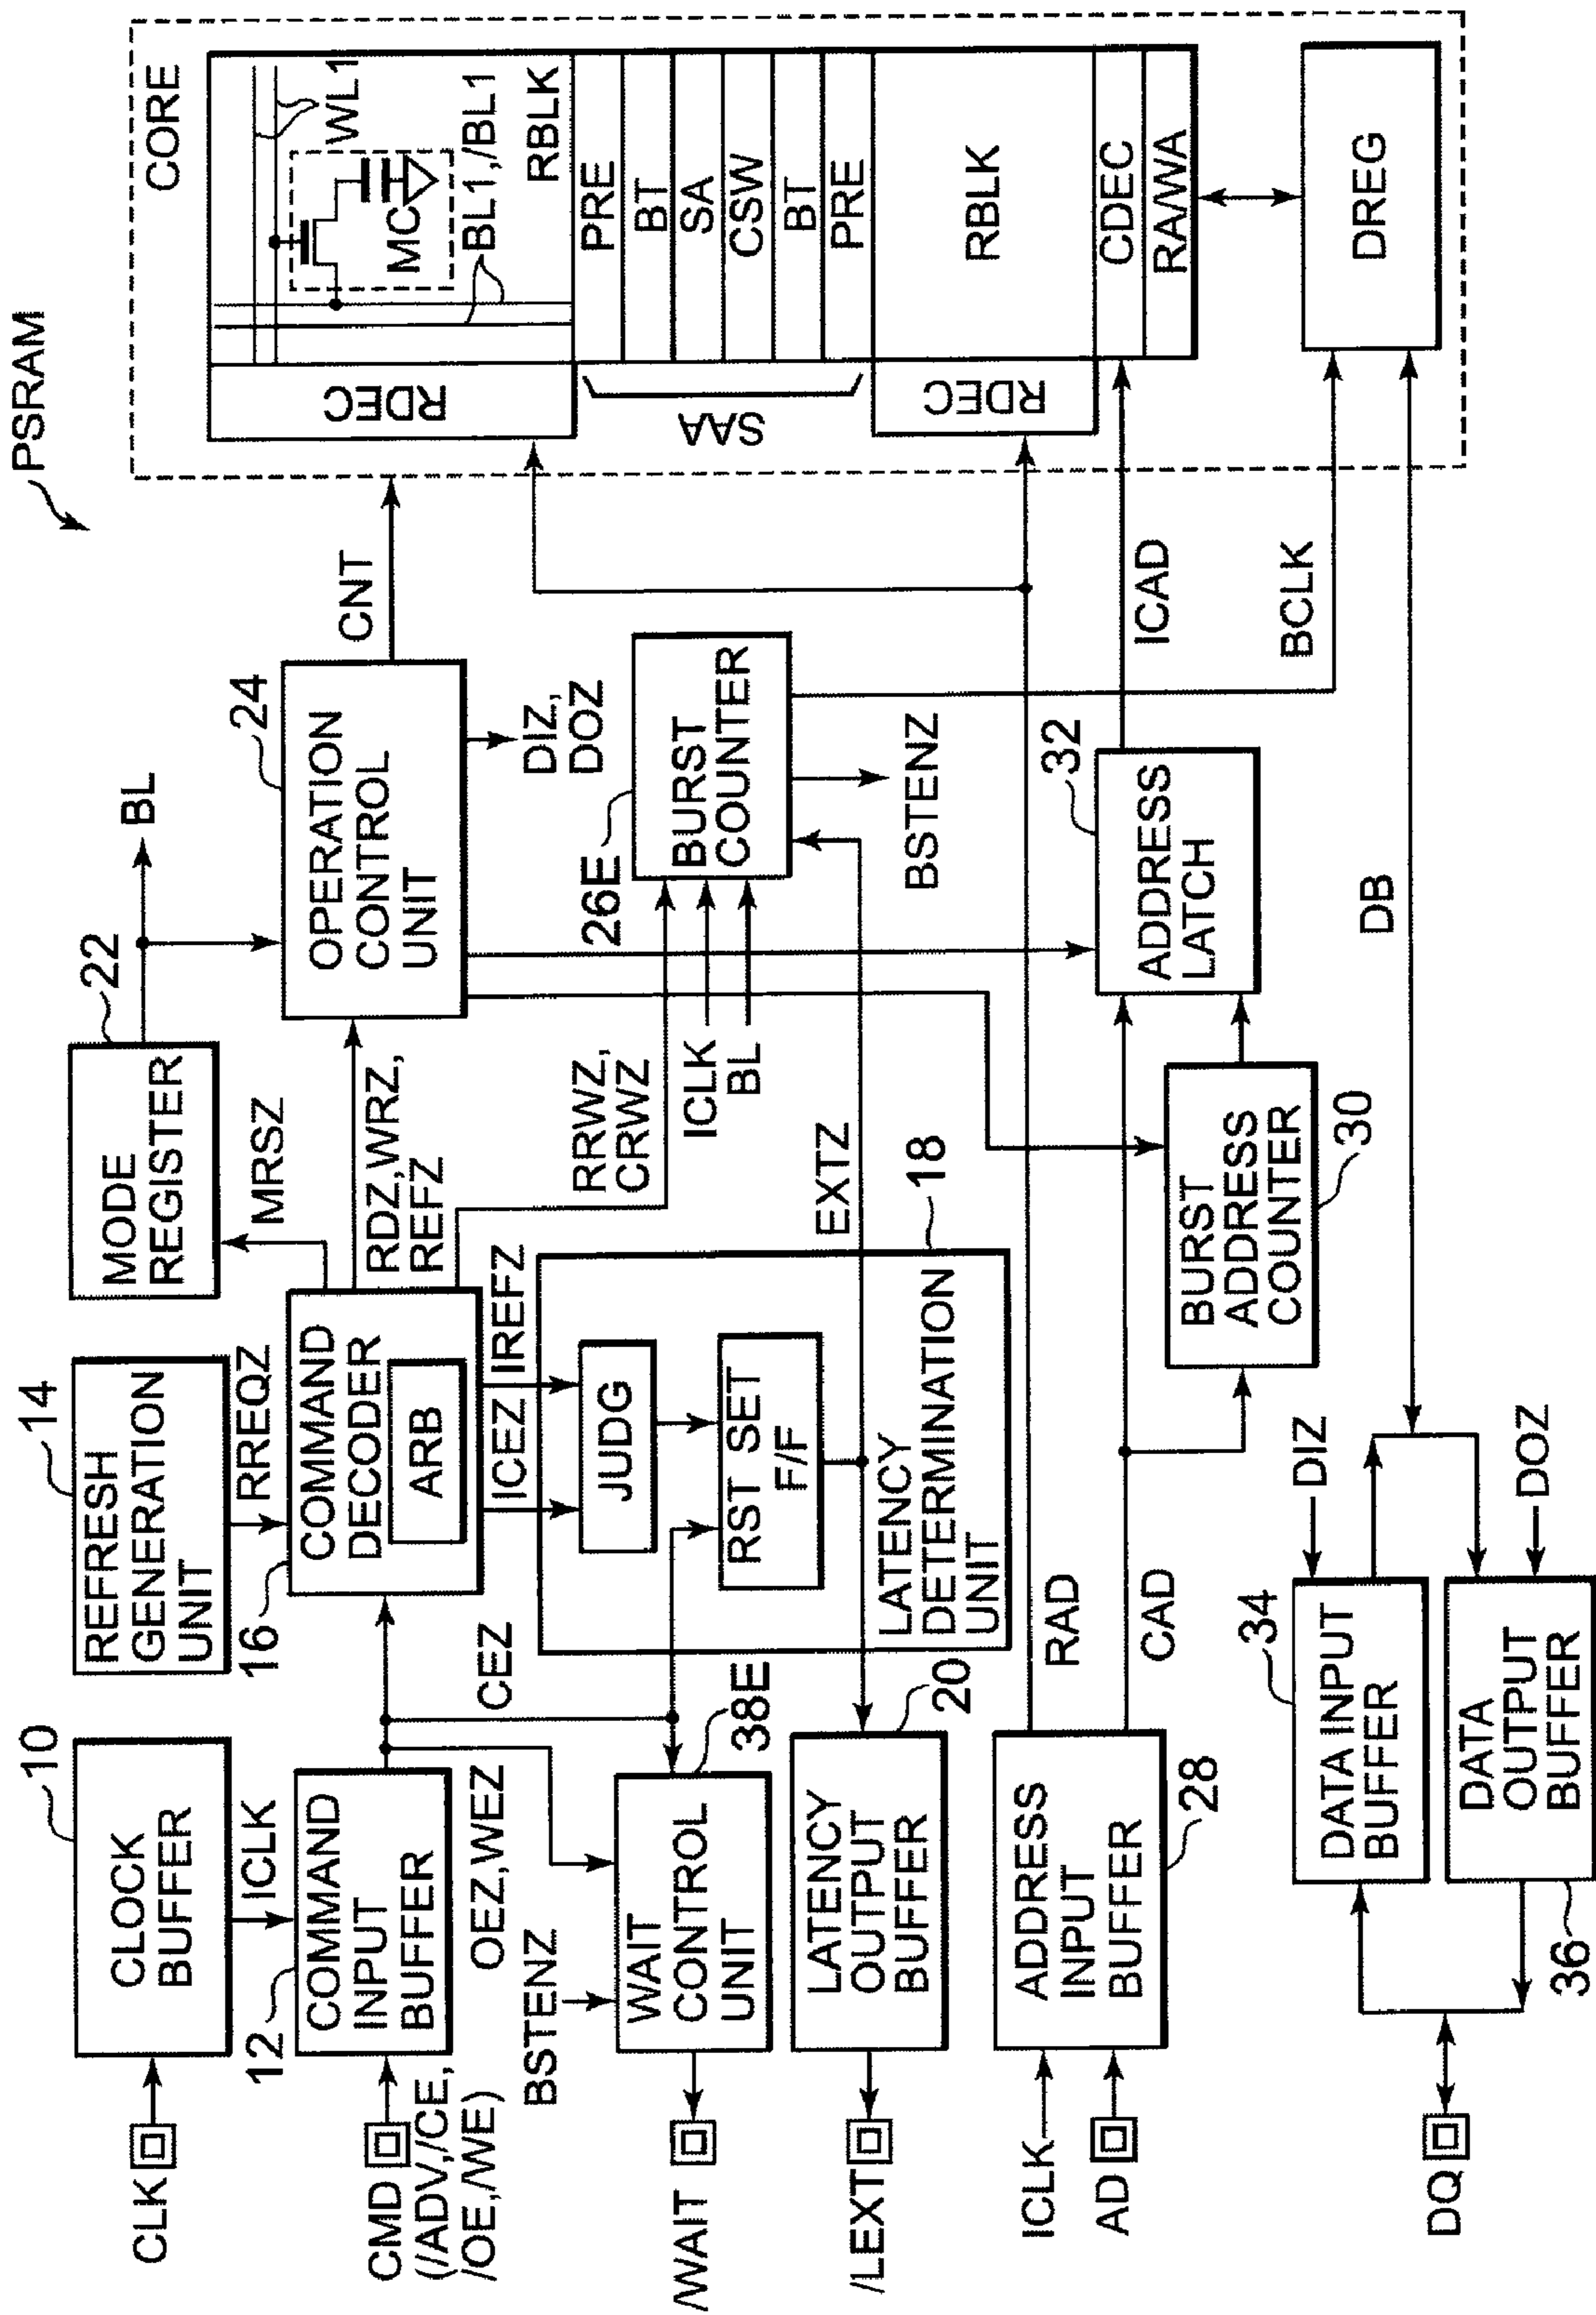 PSRAM
CLK
CLOCK
BUFFER
10
ICLK
CMD
(/ADV,/CE,
/OE,/WE)
12
COMMAND
INPUT
BUFFER
REFRESH
GENERATION
UNIT
14
RREQZ
16
COMMAND
DECODER
ARB
CEZ
OEZ,WEZ
MODE
REGISTER
22
MRSZ
BL
RDZ,WRZ,
REFZ
24
OPERATION
CONTROL
UNIT
CNT
DIZ,
DOZ
ICEZ
IREFZ
RRWZ,
CRWZ
ICLK
BL
26E
BURST
COUNTER
BSTENZ
BSTENZ
WAIT
CONTROL
UNIT
38E
/WAIT
JUDG
RST SET
F/F
LATENCY
DETERMINATION
UNIT
18
EXTZ
LATENCY
OUTPUT
BUFFER
20
/LEXT
ICLK
AD
ADDRESS
INPUT
BUFFER
28
RAD
CAD
BURST
ADDRESS
COUNTER
30
ADDRESS
LATCH
32
ICAD
BCLK
DB
DQ
DATA INPUT
BUFFER
34
DIZ
DATA
OUTPUT
BUFFER
36
DOZ
CORE
RDEC
WL1
MC
BL1,/BL1
RBLK
SAA
PRE
BT
SA
CSW
BT
PRE
RDEC
RBLK
CDEC
RA/WA
DREG